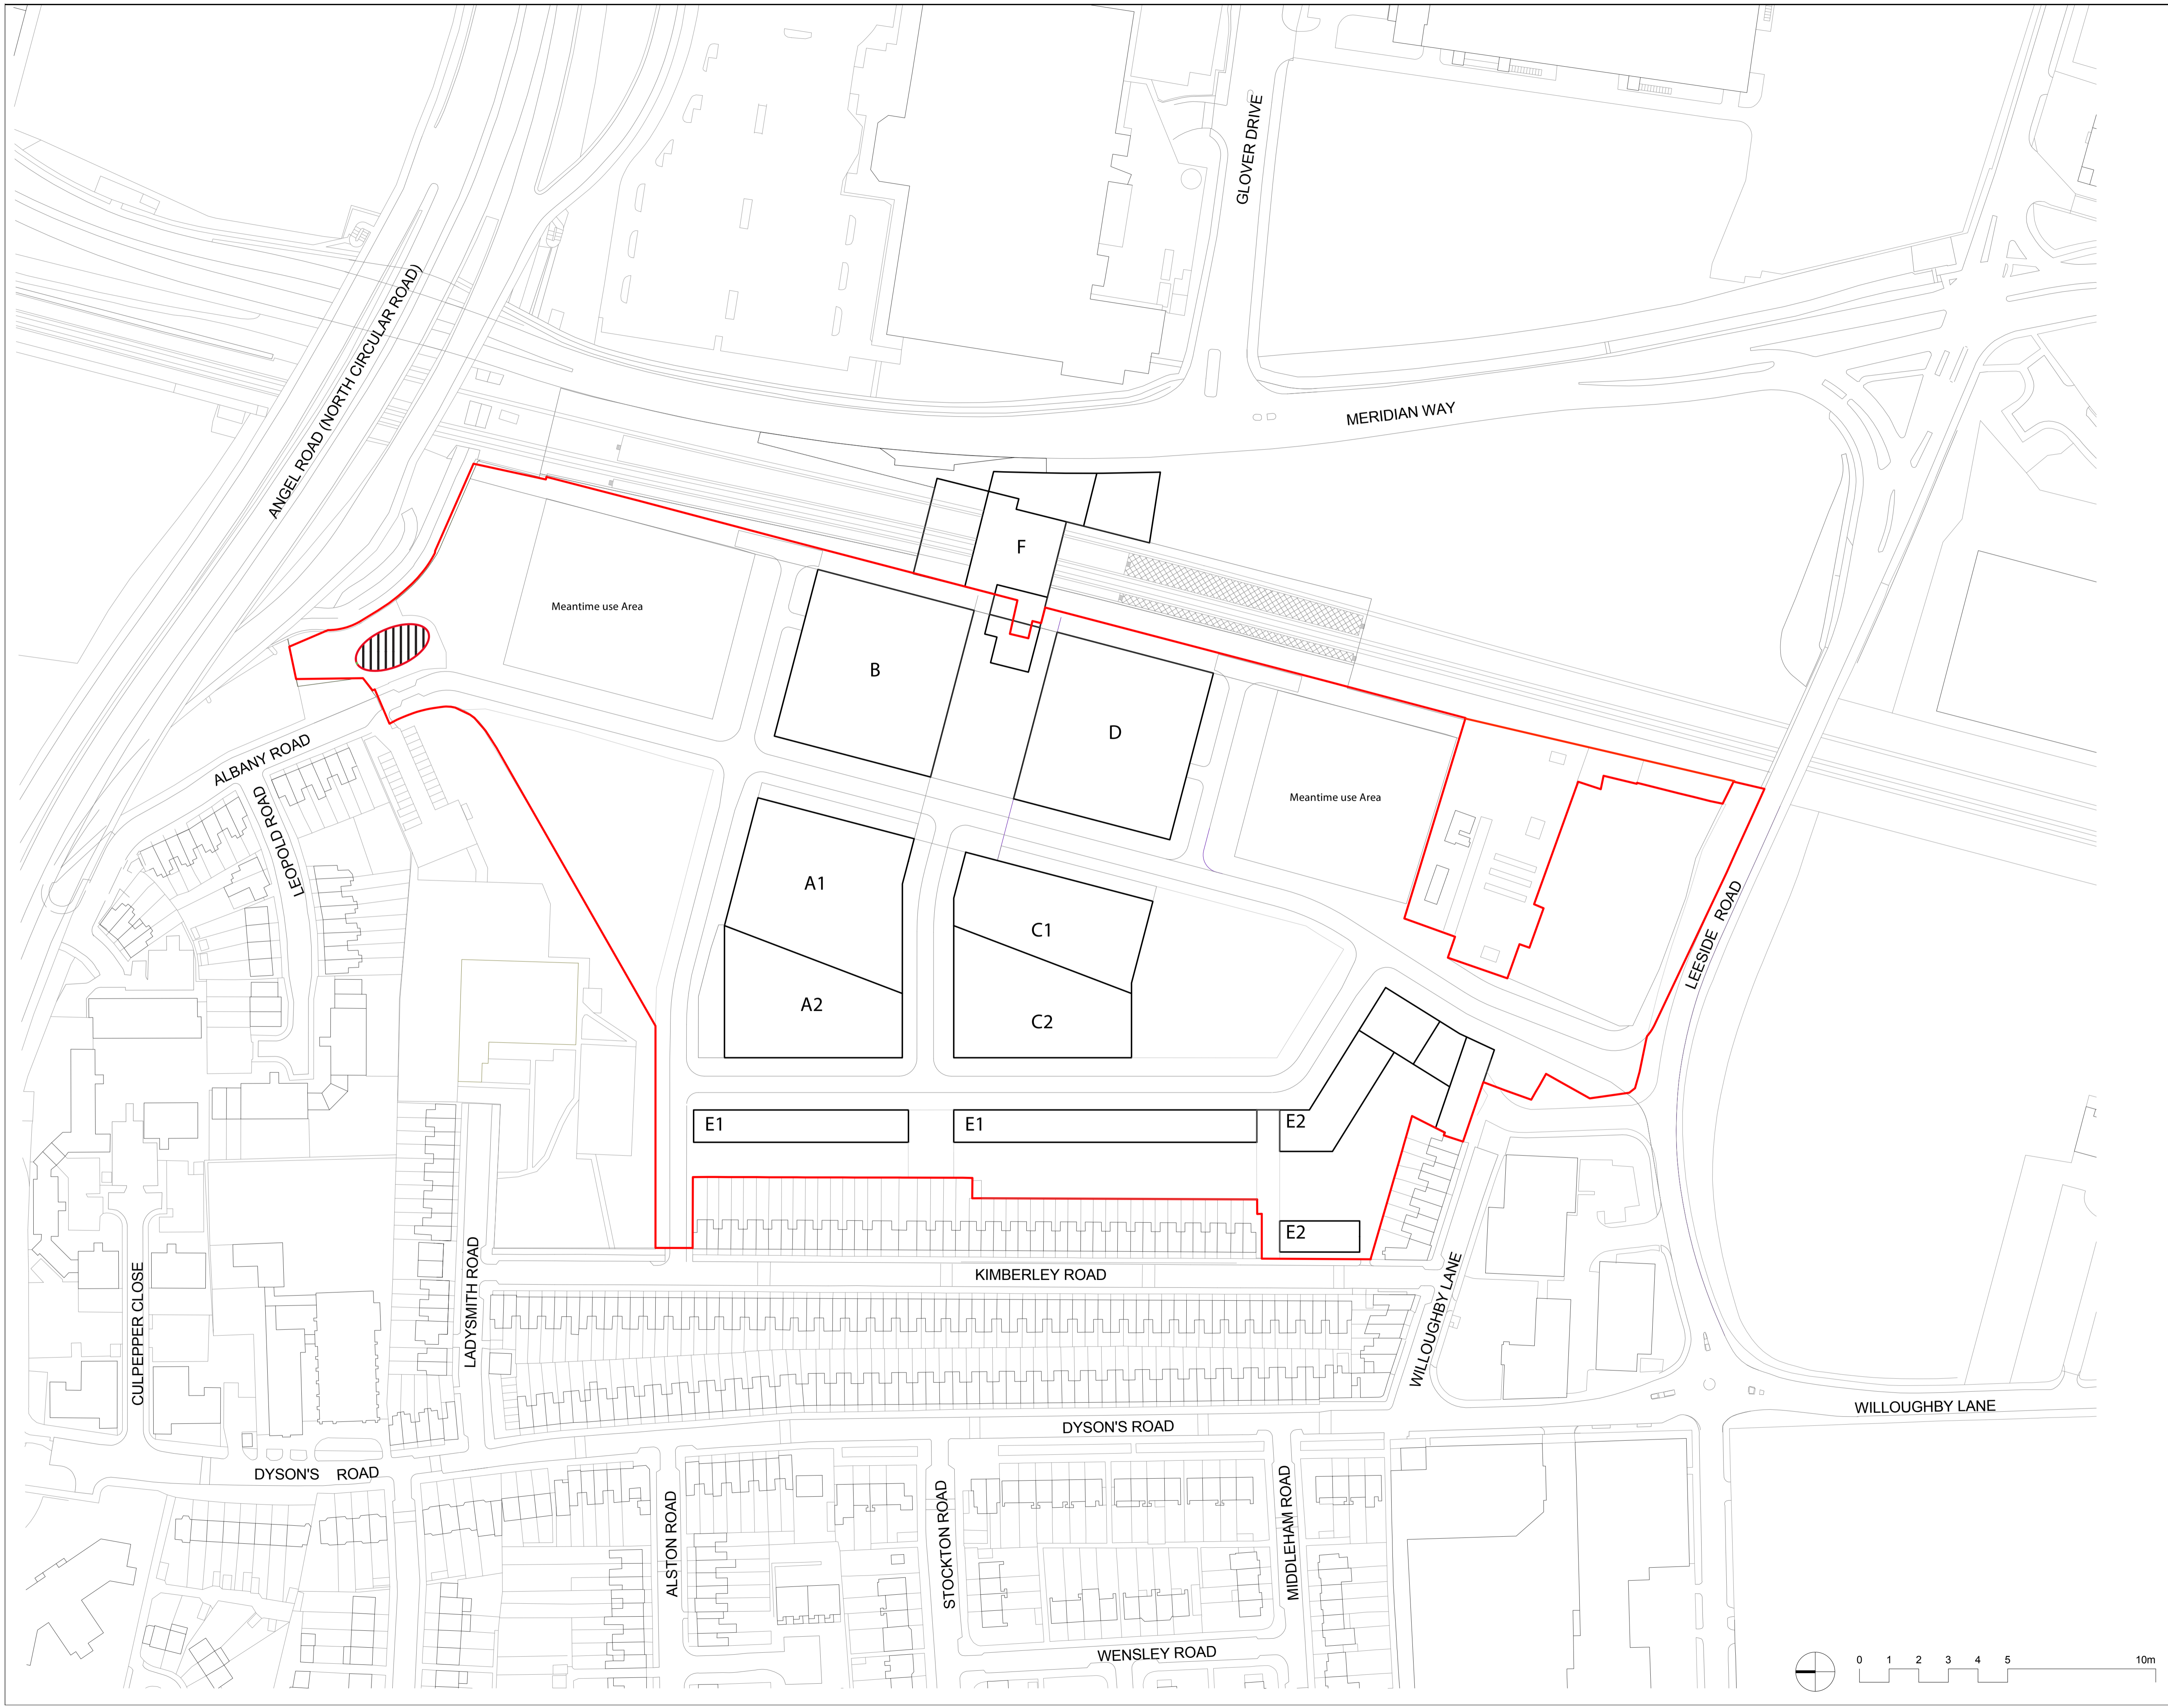 GLOVER DRIVE
ANGEL ROAD (NORTH CIRCULAR ROAD)
MERIDIAN WAY
F
Meantime use Area
B
D
ALBANY ROAD
LEOPOLD ROAD
Meantime use Area
A1
C1
A2
C2
LEESIDE ROAD
E1
E1
E2
E2
KIMBERLEY ROAD
CULPEPPER CLOSE
LADYSMITH ROAD
WILLOUGHBY LANE
WILLOUGHBY LANE
DYSON'S ROAD
DYSON'S ROAD
ALSTON ROAD
STOCKTON ROAD
MIDDLEHAM ROAD
WENSLEY ROAD
0 1 2 3 4 5 10m